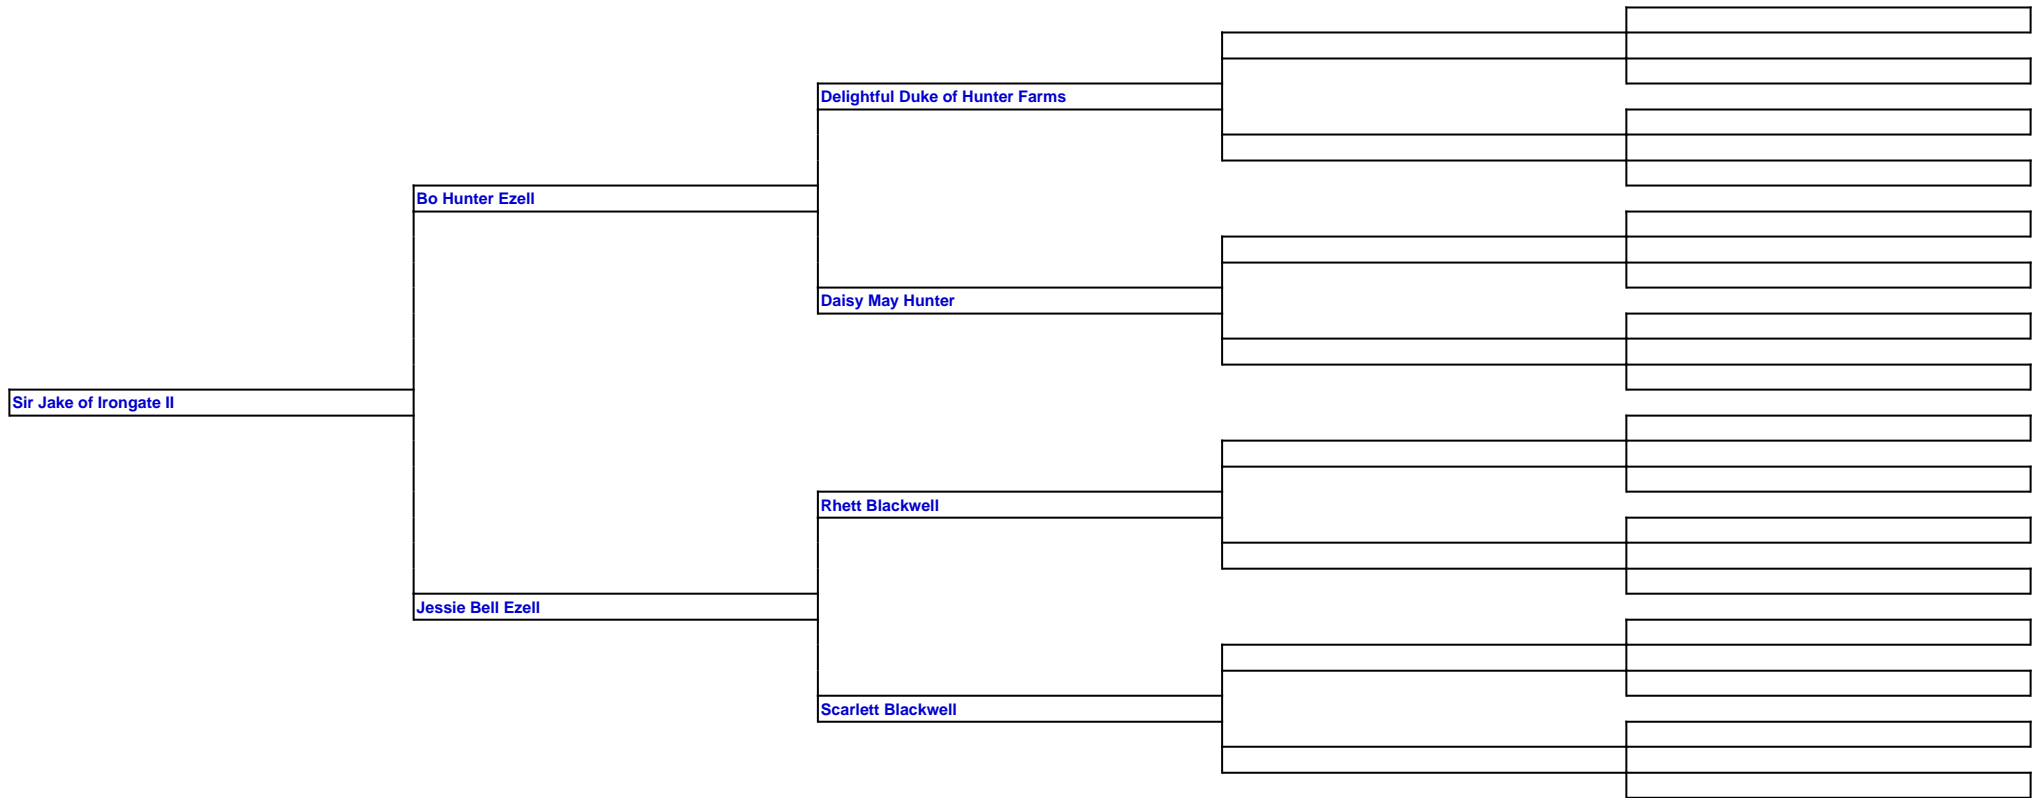 Delightful Duke of Hunter Farms
Bo Hunter Ezell
Daisy May Hunter
Sir Jake of Irongate II
Rhett Blackwell
Jessie Bell Ezell
Scarlett Blackwell